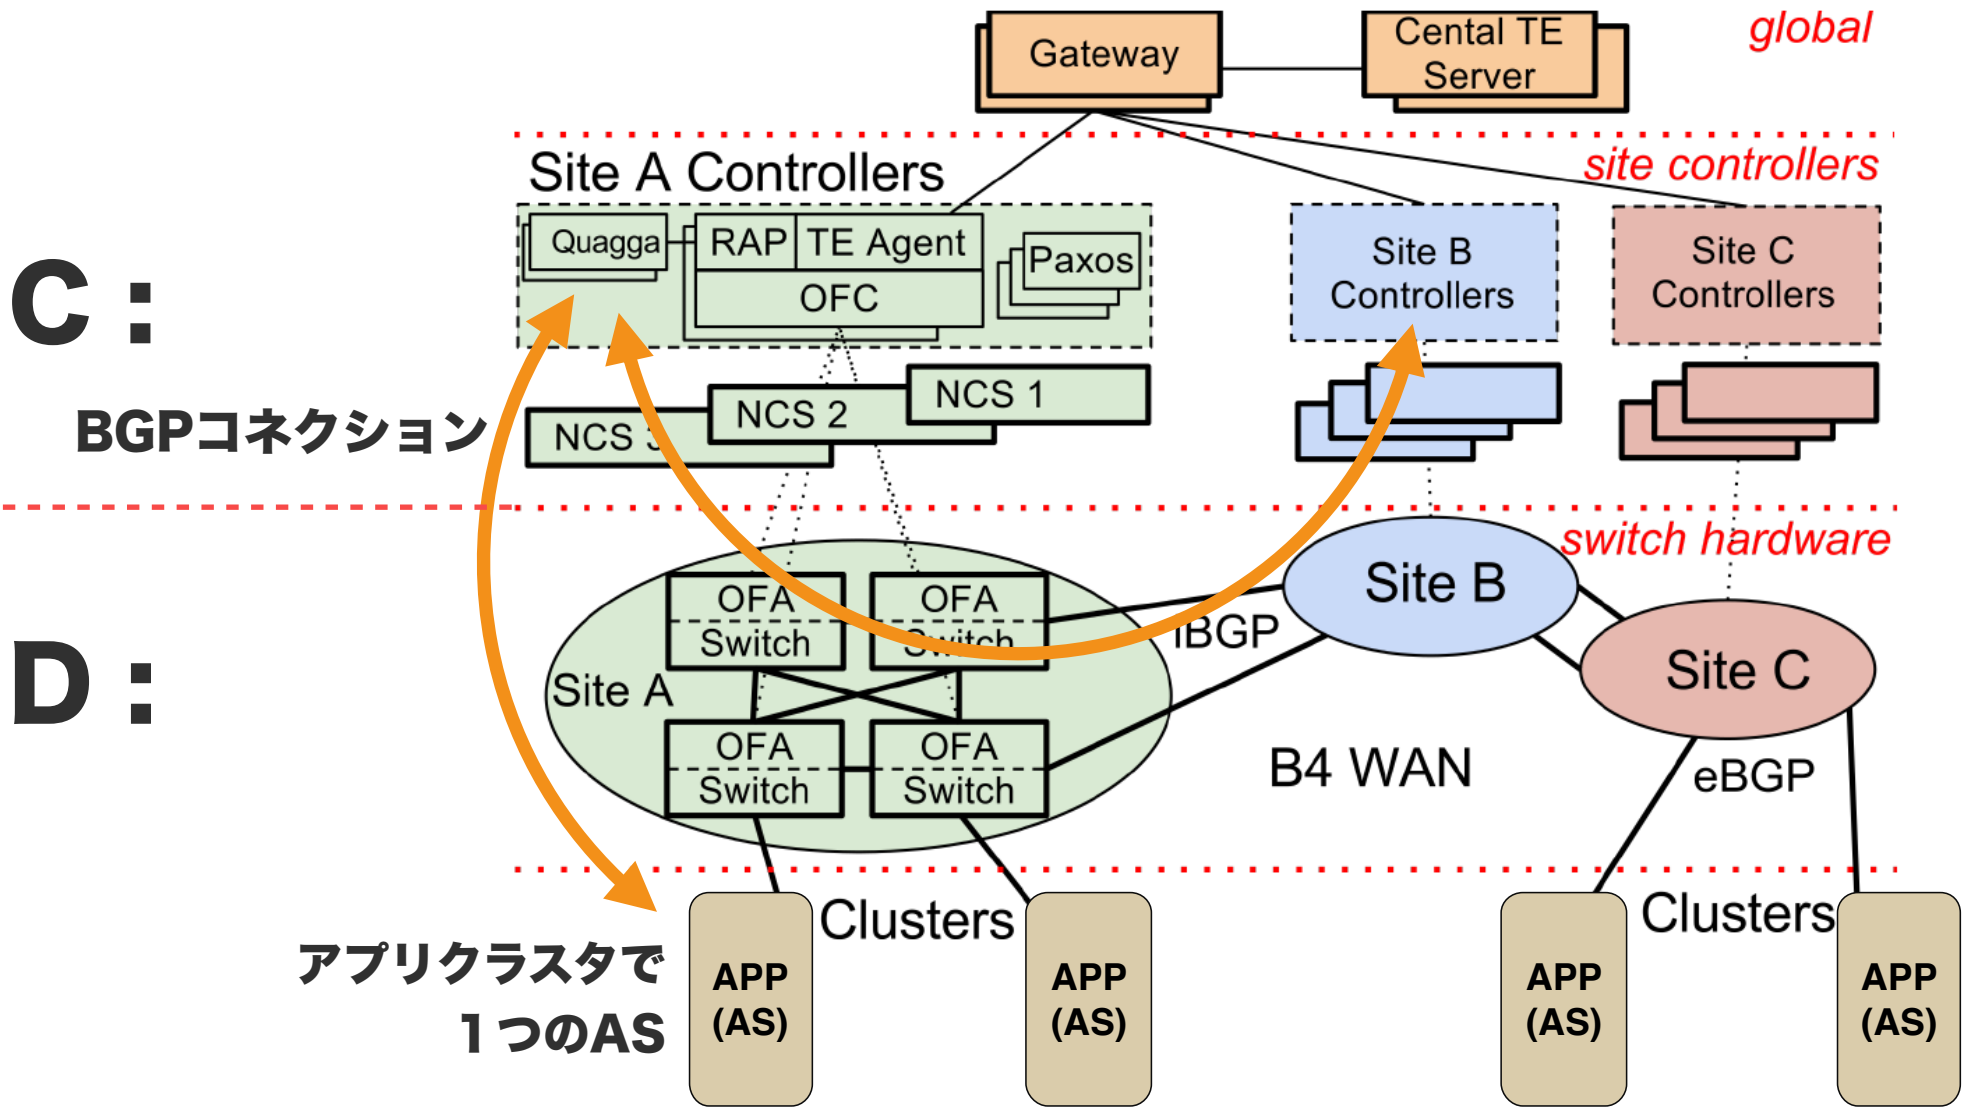 global
Gateway
Cental TE
Server
site controllers
Site A Controllers
Quagga
RAP
TE Agent
OFC
Paxos
Site B
Controllers
Site C
Controllers
C：
NCS 1
NCS 2
NCS 3
BGPコネクション
switch hardware
OFA
Switch
OFA
Switch
Site A
OFA
Switch
OFA
Switch
iBGP
Site B
Site C
B4 WAN
eBGP
D：
Clusters
Clusters
アプリクラスタで
１つのAS
APP
(AS)
APP
(AS)
APP
(AS)
APP
(AS)